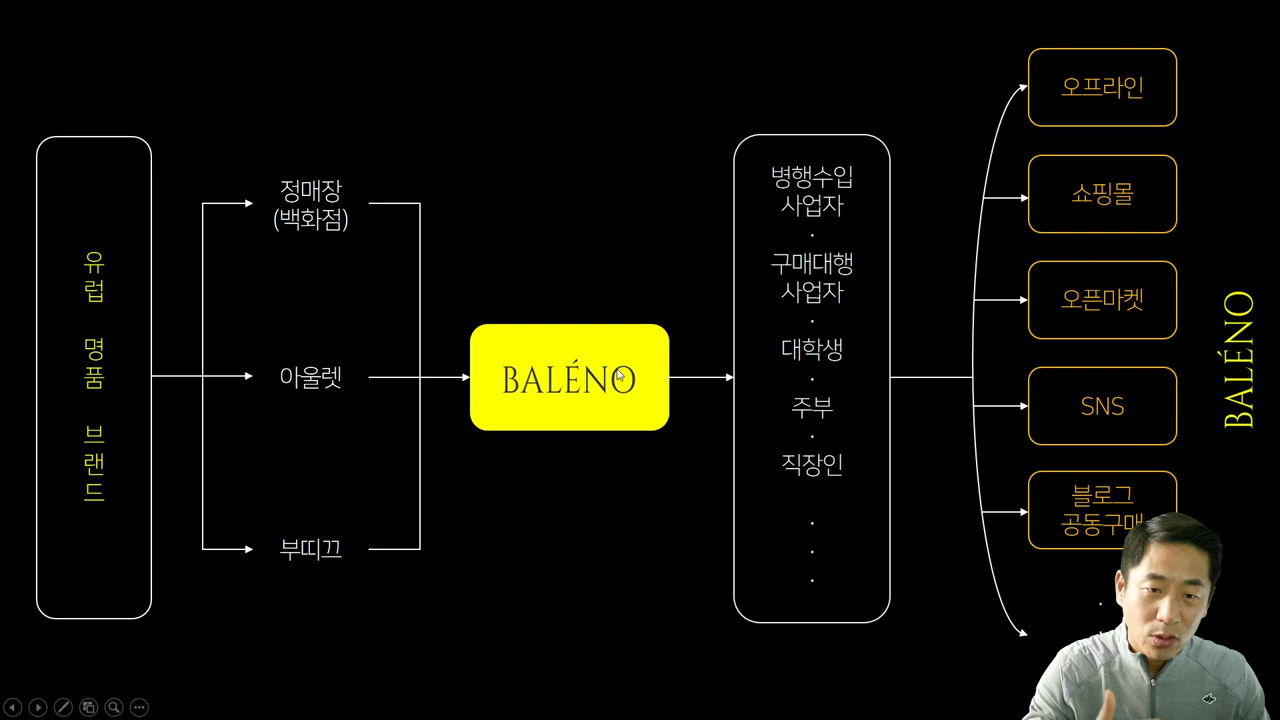 유
럽
명
품
브
랜
드
정매장
(백화점)
아울렛
부띠끄
BALÉNO
병행수입
사업자
구매대행
사업자
대학생
주부
직장인
오프라인
쇼핑몰
오픈마켓
SNS
블로그
공동구매
BALÉNO